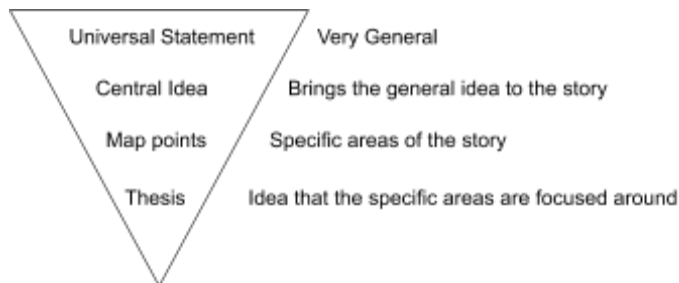 Universal Statement Very General
Central Idea Brings the general idea to the story
Map points Specific areas of the story
Thesis Idea that the specific areas are focused around